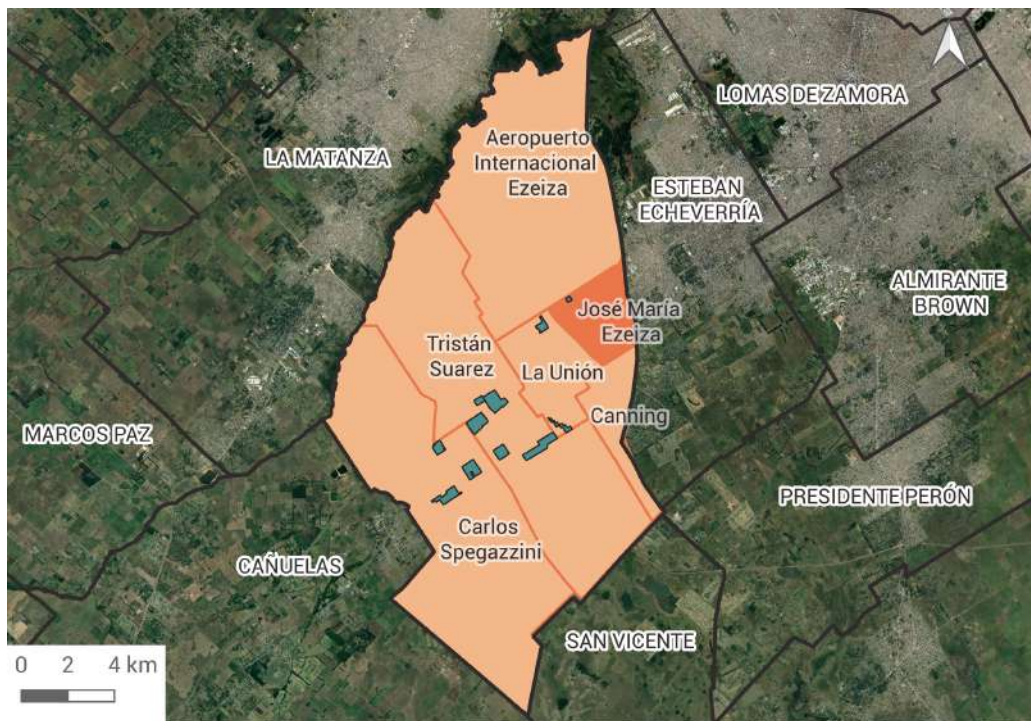 LOMAS DE ZAMORA
Aeropuerto
Internacional
Ezeiza
LA MATANZA
ESTEBAN
ECHEVERRÍA
ALMIRANTE
BROWN
José María
Ezeiza
Tristán
Suarez
La Unión
Canning
MARCOS PAZ
PRESIDENTE PERÓN
Carlos
Spegazzini
CAÑUELAS
SAN VICENTE
0 2 4 km